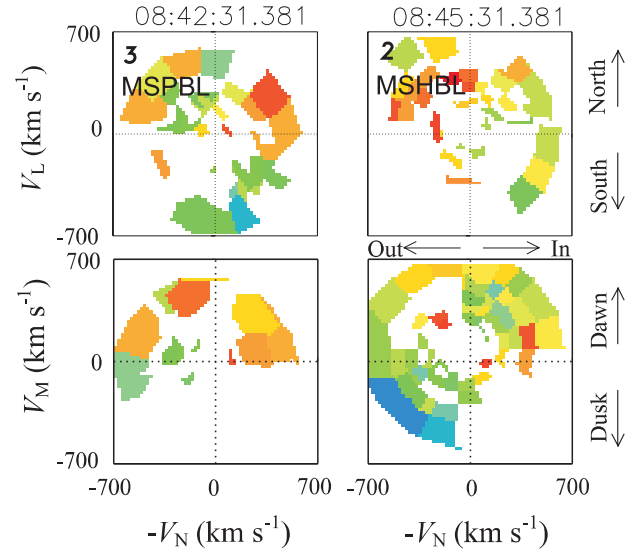 08:42:31.381 08:45:31.381
700 3 2
MSPBL MSHBL
V_L (km s⁻¹) 0 North
South
-700
Out In
700
V_M (km s⁻¹) 0 Dawn
Dusk
-700
-700 0 700 -700 0 700
-V_N (km s⁻¹) -V_N (km s⁻¹)